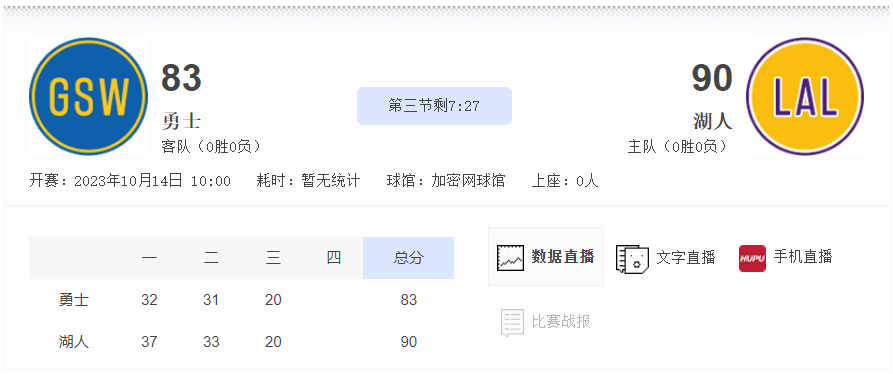 GSW
83
勇士
客队（0胜0负）
第三节剩7:27
90
湖人
主队（0胜0负）
LAL
开赛：2023年10月14日 10:00 耗时：暂无统计 球馆：加密网球馆 上座：0人
一 二 三 四 总分
勇士 32 31 20 83
湖人 37 33 20 90
数据直播 文字直播 HUPU 手机直播
比赛战报